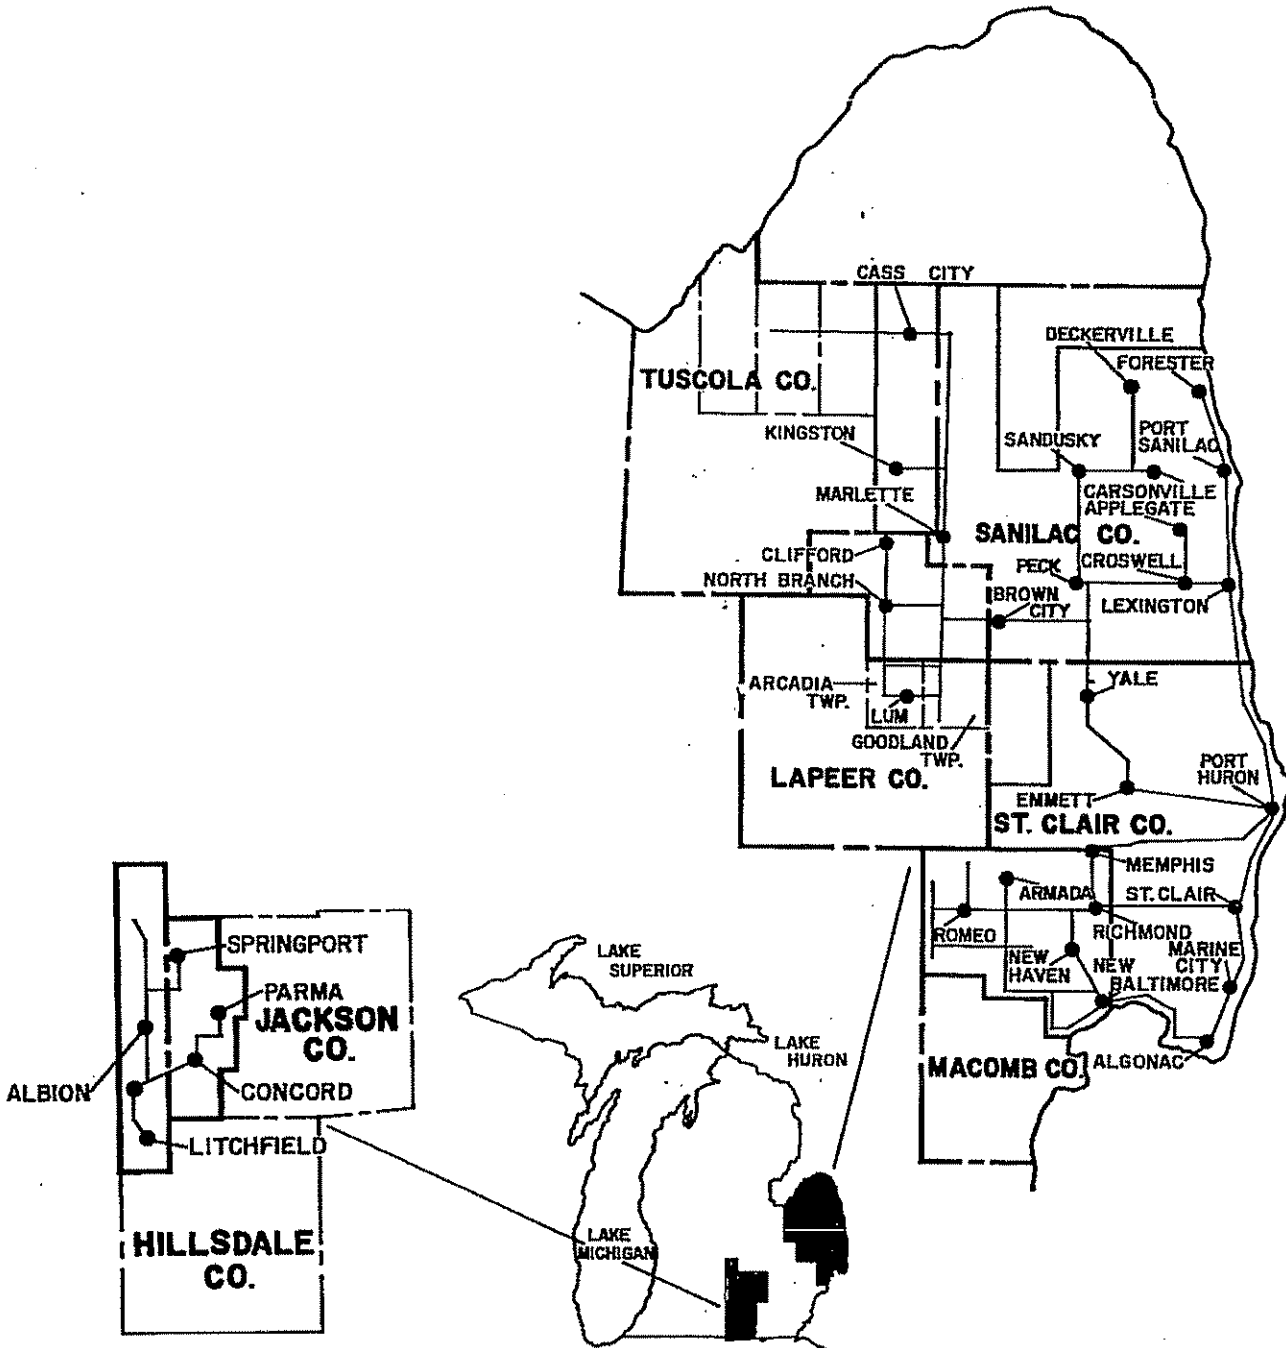 CASS CITY
DECKERVILLE
FORESTER
TUSCOLA CO.
KINGSTON
SANDUSKY
PORT
SANILAC
MARLETTE
CARSONVILLE
APPLEGATE
SANILAC CO.
CLIFFORD
PECK
CROSWELL
NORTH BRANCH
BROWN
CITY
LEXINGTON
ARCADIA
TWP.
YALE
LUM
GOODLAND
TWP.
LAPEER CO.
PORT
HURON
EMMETT
ST. CLAIR CO.
MEMPHIS
ARMADA
ST. CLAIR
ROMEO
RICHMOND
NEW
HAVEN
MARINE
CITY
NEW
BALTIMORE
MACOMB CO.
ALGONAC
SPRINGPORT
PARMA
JACKSON
CO.
ALBION
CONCORD
LITCHFIELD
HILLSDALE
CO.
LAKE
SUPERIOR
LAKE
HURON
LAKE
MICHIGAN